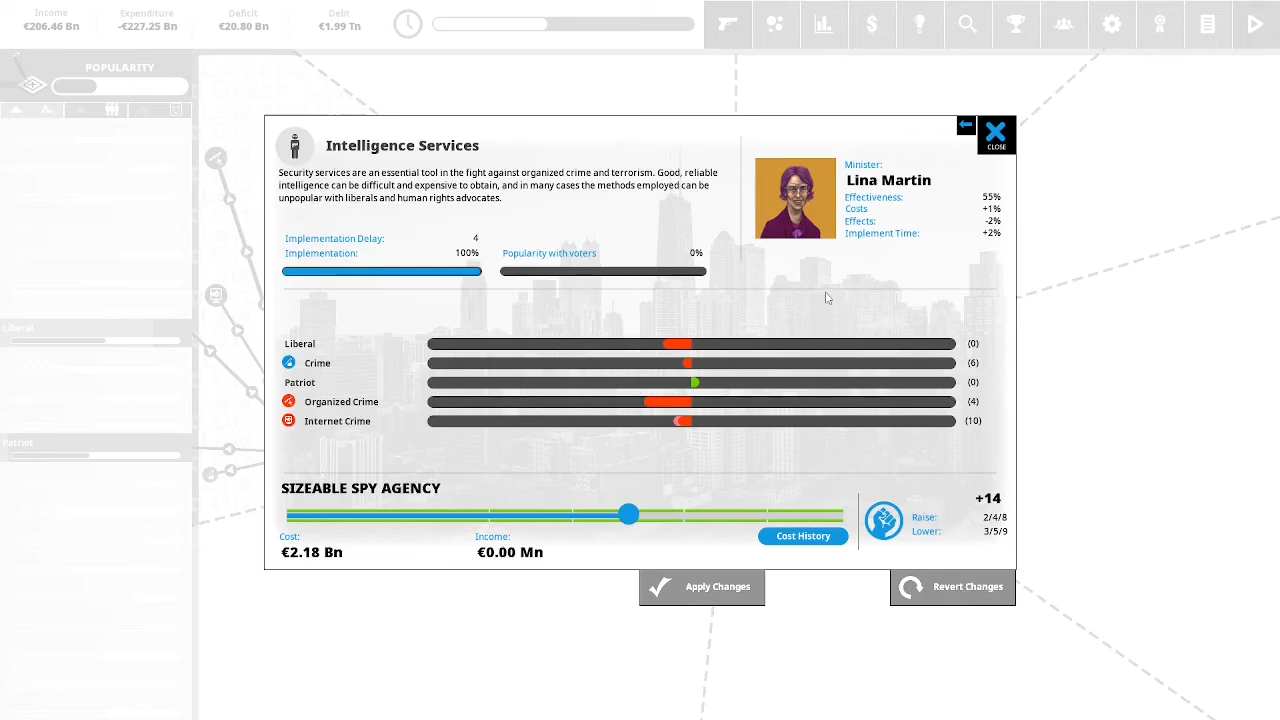 Income Expenditure Deficit Debt
€206.46 Bn -€227.25 Bn €20.80 Bn €1.99 Tn
POPULARITY
Liberal
Patriot
CLOSE
Intelligence Services
Security services are an essential tool in the fight against organized crime and terrorism. Good, reliable
intelligence can be difficult and expensive to obtain, and in many cases the methods employed can be
unpopular with liberals and human rights advocates.
Minister:
Lina Martin
Effectiveness: 55%
Costs +1%
Effects: -2%
Implement Time: +2%
Implementation Delay: 4
Implementation: 100% Popularity with voters 0%
Liberal (0)
Crime (6)
Patriot (0)
Organized Crime (4)
Internet Crime (10)
SIZEABLE SPY AGENCY
Cost: Income:
€2.18 Bn €0.00 Mn
Cost History
+14
Raise: 2/4/8
Lower: 3/5/9
Apply Changes Revert Changes